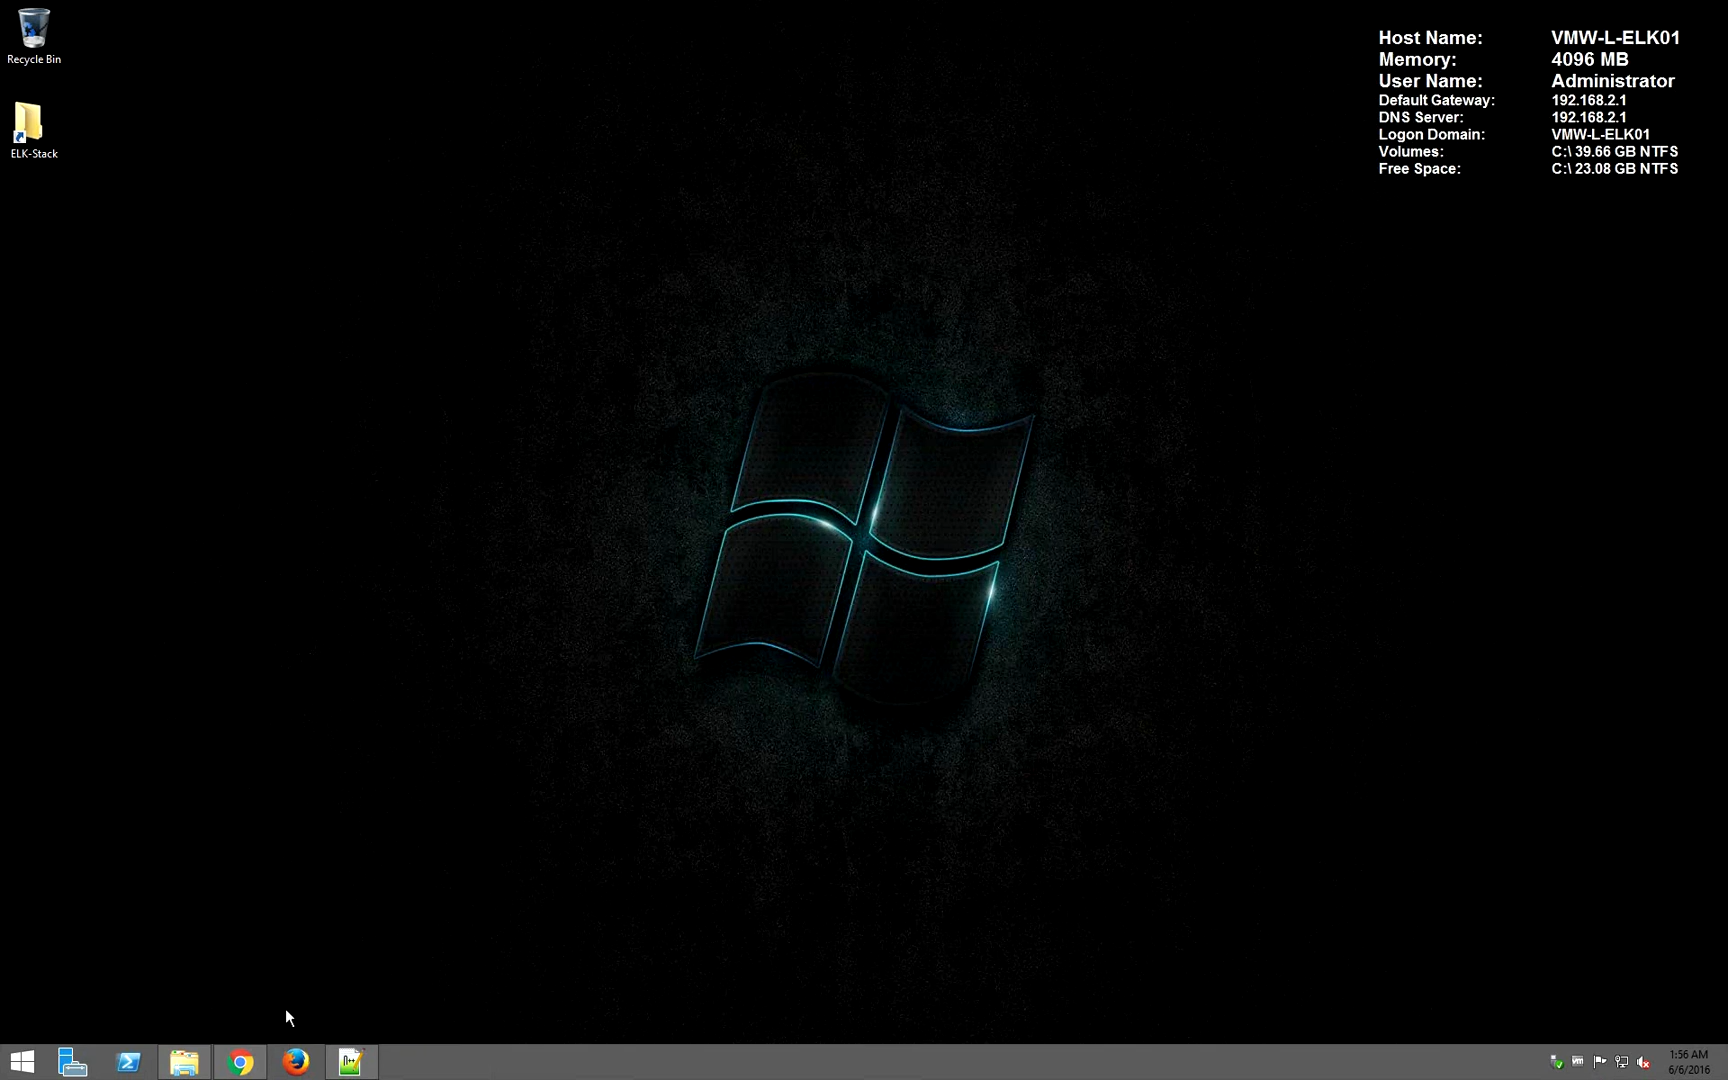 Recycle Bin
ELK-Stack
Host Name: VMW-L-ELK01
Memory: 4096 MB
User Name: Administrator
Default Gateway: 192.168.2.1
DNS Server: 192.168.2.1
Logon Domain: VMW-L-ELK01
Volumes: C:\ 39.66 GB NTFS
Free Space: C:\ 23.08 GB NTFS
1:56 AM
6/6/2016